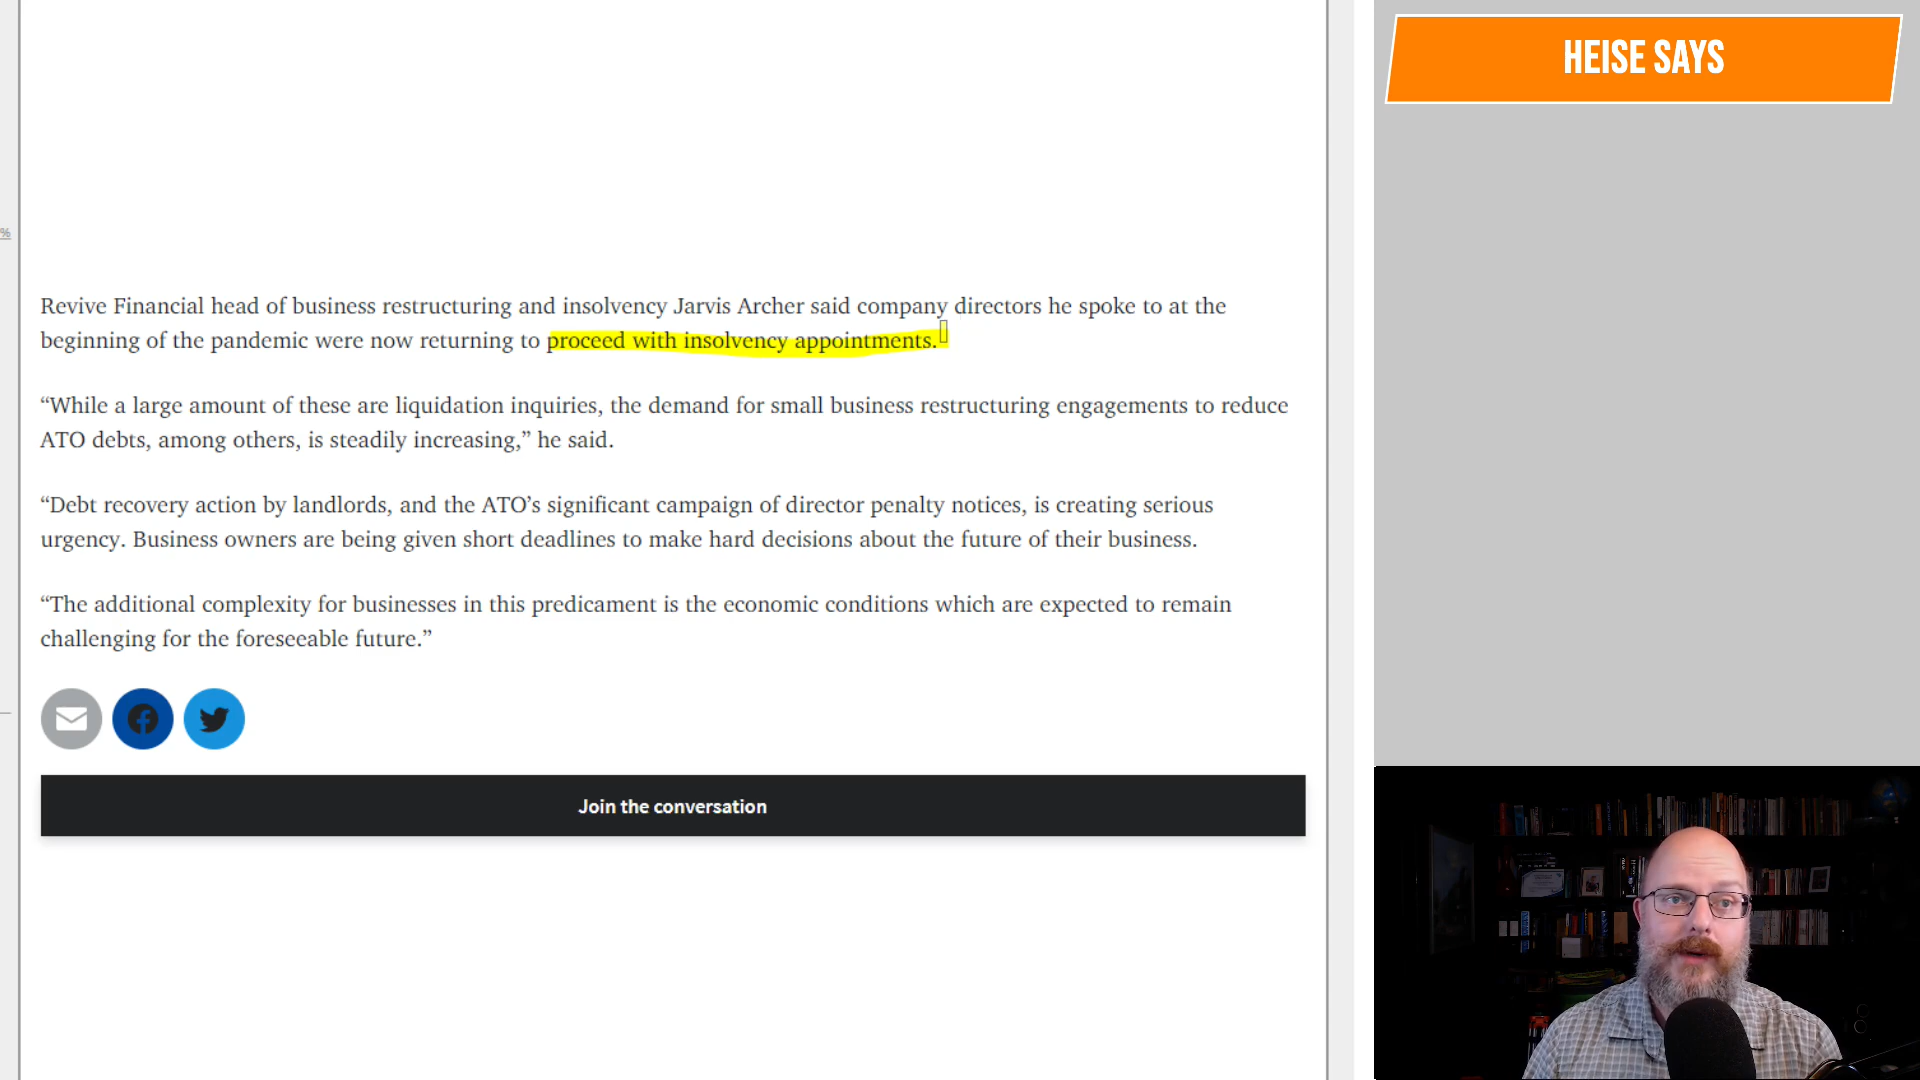 HEISE SAYS
%
Revive Financial head of business restructuring and insolvency Jarvis Archer said company directors he spoke to at the
beginning of the pandemic were now returning to proceed with insolvency appointments.
“While a large amount of these are liquidation inquiries, the demand for small business restructuring engagements to reduce
ATO debts, among others, is steadily increasing,” he said.
“Debt recovery action by landlords, and the ATO’s significant campaign of director penalty notices, is creating serious
urgency. Business owners are being given short deadlines to make hard decisions about the future of their business.
“The additional complexity for businesses in this predicament is the economic conditions which are expected to remain
challenging for the foreseeable future.”
Join the conversation